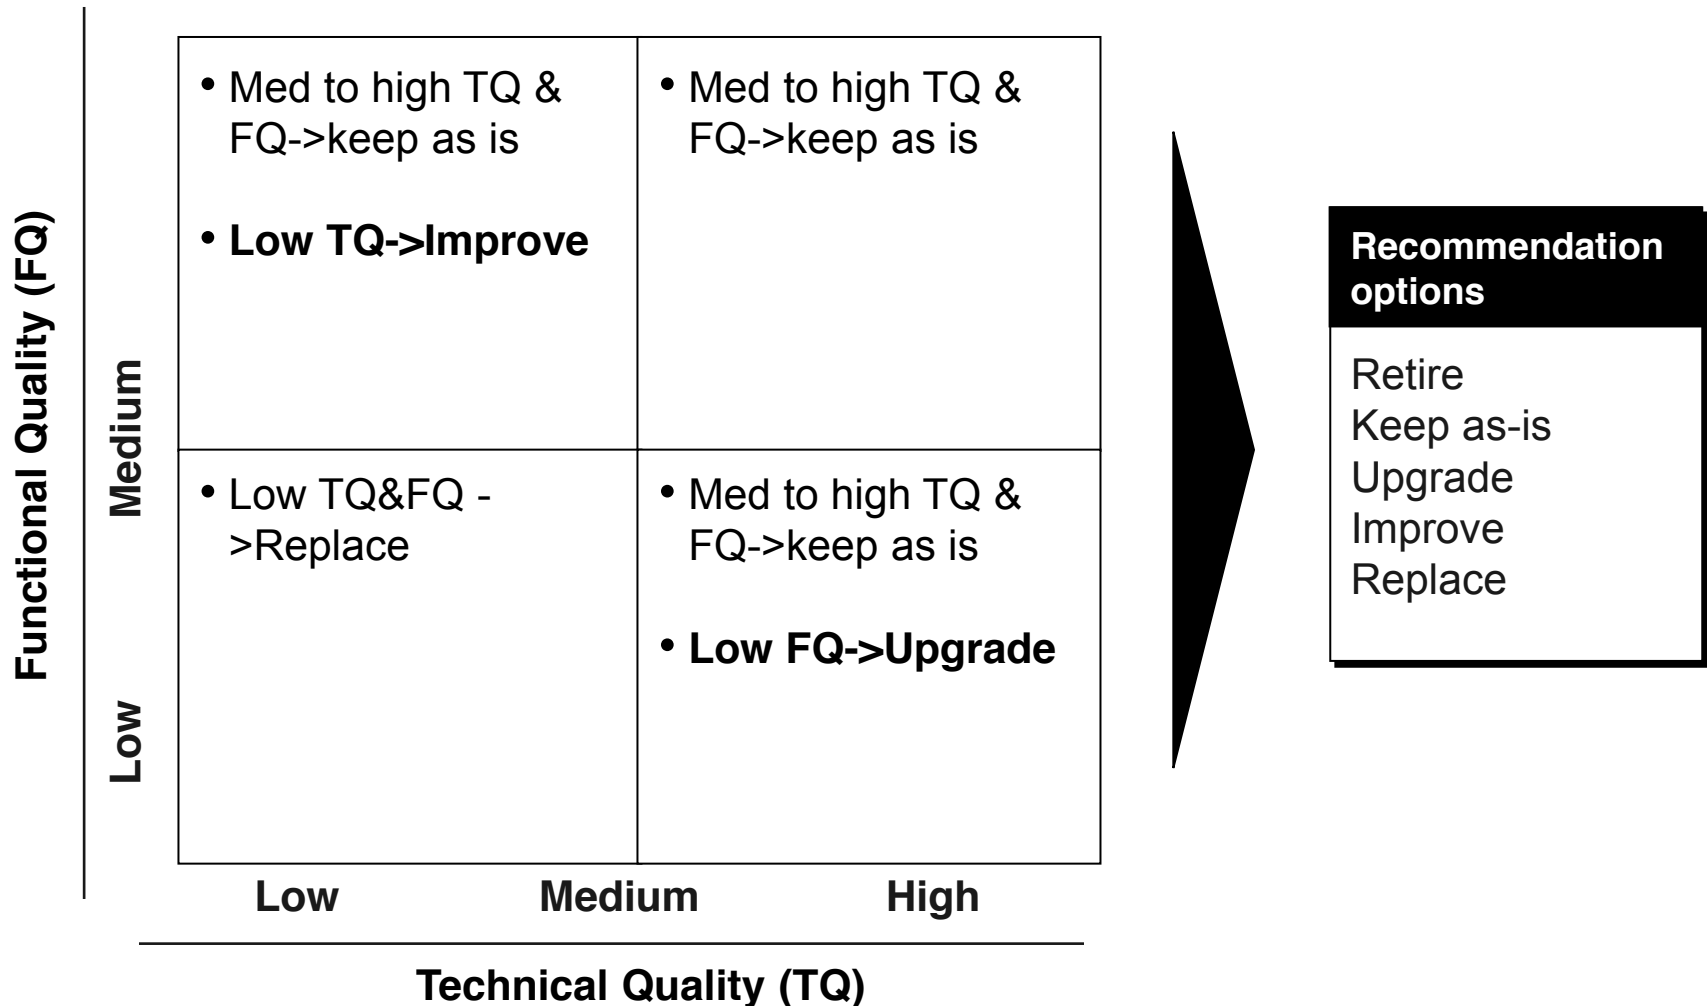 • Med to high TQ &
FQ->keep as is
• Low TQ->Improve
• Med to high TQ &
FQ->keep as is
Recommendation
options
Retire
Keep as-is
Upgrade
Improve
Replace
Functional Quality (FQ)
Medium
Low
• Low TQ&FQ -
>Replace
• Med to high TQ &
FQ->keep as is
• Low FQ->Upgrade
Low
Medium
High
Technical Quality (TQ)